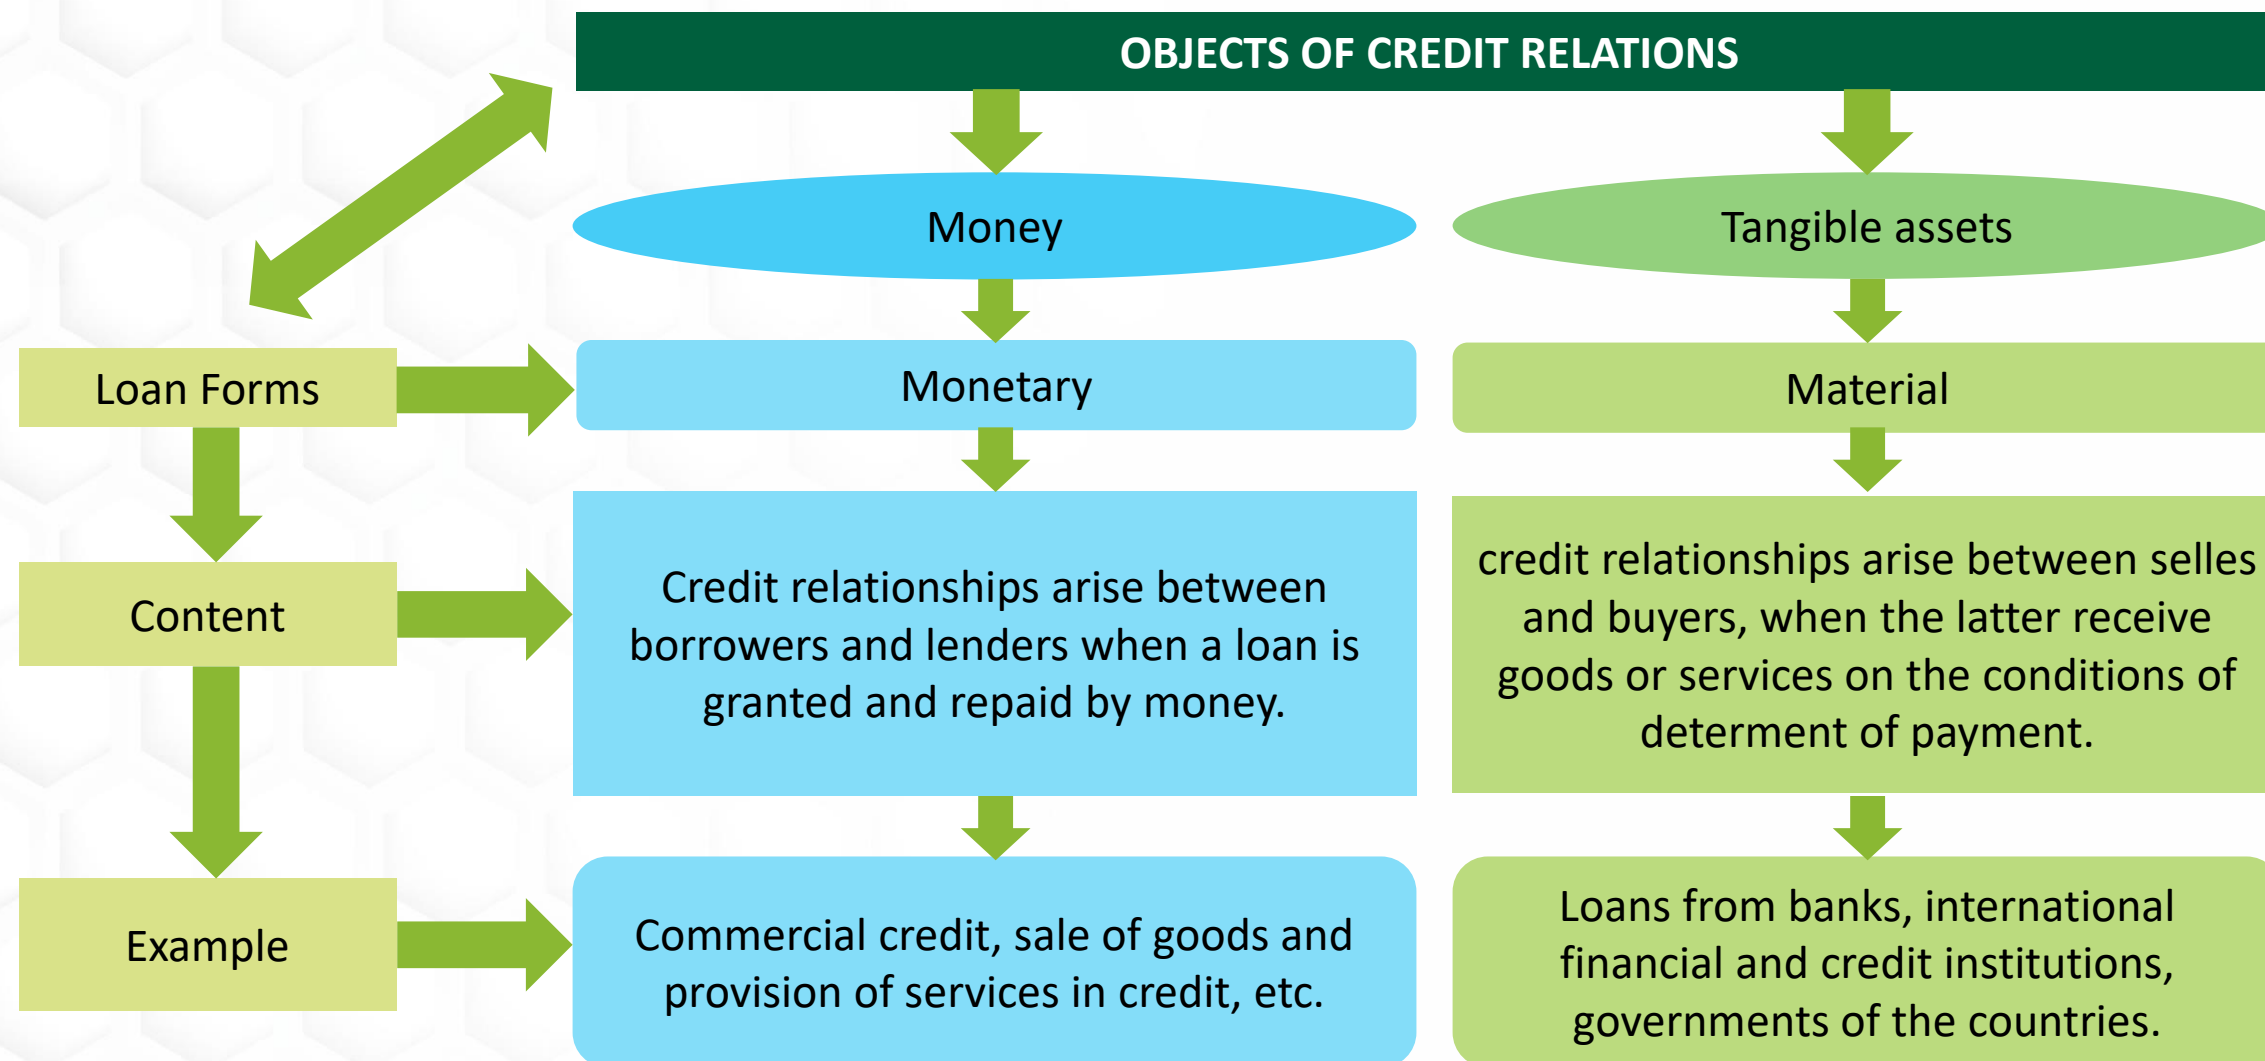 OBJECTS OF CREDIT RELATIONS
Money
Tangible assets
Loan Forms
Monetary
Material
Content
Credit relationships arise between
borrowers and lenders when a loan is
granted and repaid by money.
credit relationships arise between selles
and buyers, when the latter receive
goods or services on the conditions of
determent of payment.
Example
Commercial credit, sale of goods and
provision of services in credit, etc.
Loans from banks, international
financial and credit institutions,
governments of the countries.